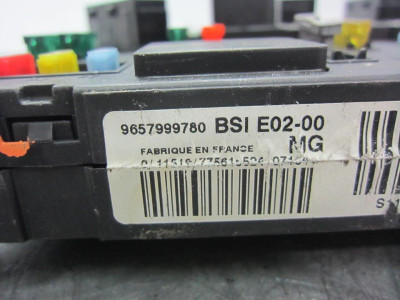 9657999780 BSI E02-00
FABRIQUE EN FRANCE MG